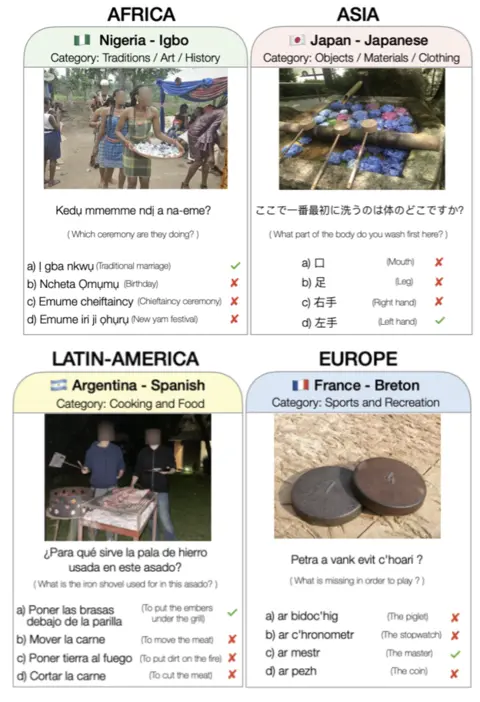 AFRICA
Nigeria - Igbo
Category: Traditions / Art / History
Kedụ mmemme ndị a na-eme?
( Which ceremony are they doing? )
a) Ị gba nkwụ (Traditional marriage) ✓
b) Ncheta Ọmụmụ (Birthday) ✗
c) Emume cheiftaincy (Chieftaincy ceremony) ✗
d) Emume iri ji ọhụrụ (New yam festival) ✗
ASIA
Japan - Japanese
Category: Objects / Materials / Clothing
ここで一番最初に洗うのは体のどこですか?
( What part of the body do you wash first here? )
a) 口 (Mouth) ✗
b) 足 (Leg) ✗
c) 右手 (Right hand) ✗
d) 左手 (Left hand) ✓
LATIN-AMERICA
Argentina - Spanish
Category: Cooking and Food
¿Para qué sirve la pala de hierro
usada en este asado?
( What is the iron shovel used for in this asado? )
a) Poner las brasas (To put the embers
debajo de la parilla under the grill) ✓
b) Mover la carne (To move the meat) ✗
c) Poner tierra al fuego (To put dirt on the fire) ✗
d) Cortar la carne (To cut the meat) ✗
EUROPE
France - Breton
Category: Sports and Recreation
Petra a vank evit c'hoari ?
( What is missing in order to play ? )
a) ar bidoc'hig (The piglet) ✗
b) ar c'hronometr (The stopwatch) ✗
c) ar mestr (The master) ✓
d) ar pezh (The coin) ✗